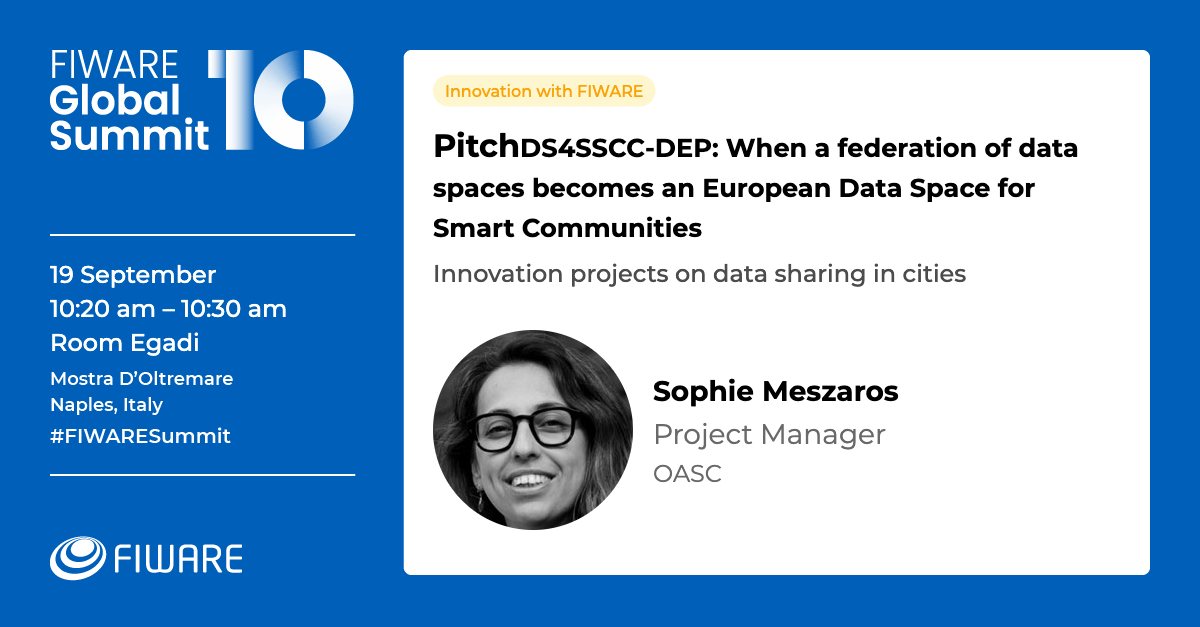 FIWARE
Global
Summit
10
19 September
10:20 am – 10:30 am
Room Egadi
Mostra D’Oltremare
Naples, Italy
#FIWARESummit
FIWARE
Innovation with FIWARE
PitchDS4SSCC-DEP: When a federation of data
spaces becomes an European Data Space for
Smart Communities
Innovation projects on data sharing in cities
Sophie Meszaros
Project Manager
OASC